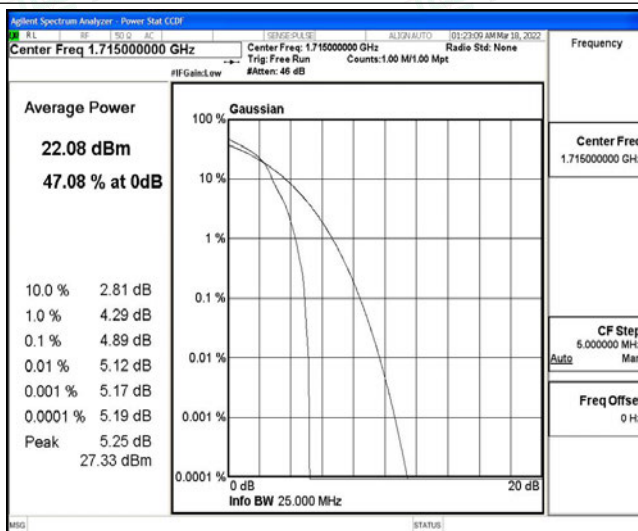 Agilent Spectrum Analyzer - Power Stat CCDF
RL RF 50 Ω AC SENSE:PULSE ALIGN AUTO 01:23:09 AM Mar 18, 2022
Center Freq 1.715000000 GHz
Center Freq: 1.715000000 GHz Radio Std: None
Trig: Free Run Counts:1.00 M/1.00 Mpt
#IFGain:Low #Atten: 46 dB
Frequency
Average Power
22.08 dBm
47.08 % at 0dB
10.0 % 2.81 dB
1.0 % 4.29 dB
0.1 % 4.89 dB
0.01 % 5.12 dB
0.001 % 5.17 dB
0.0001 % 5.19 dB
Peak 5.25 dB
27.33 dBm
Gaussian
100 %
10 %
1 %
0.1 %
0.01 %
0.001 %
0.0001 %
0 dB 20 dB
Info BW 25.000 MHz
Center Freq
1.715000000 GHz
CF Step
5.000000 MHz
Auto Man
Freq Offset
0 Hz
MSG STATUS